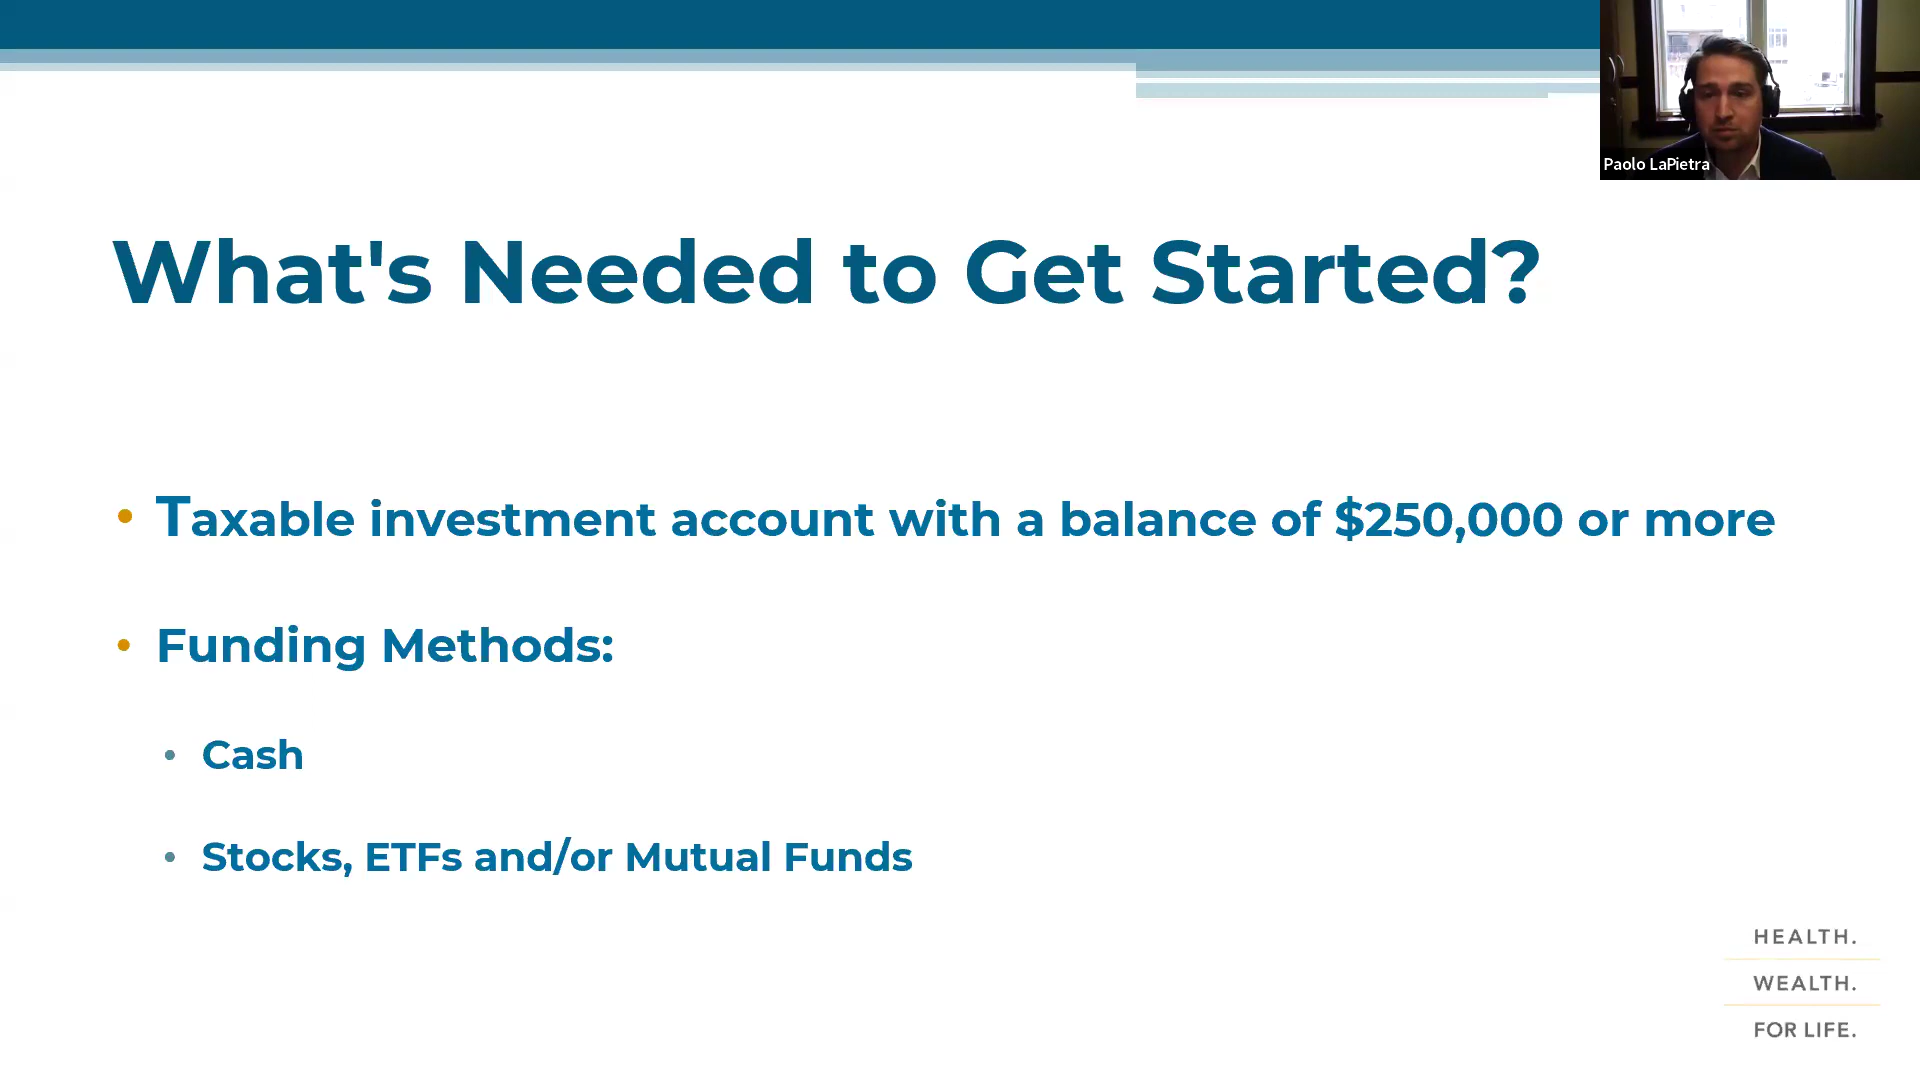 Paolo LaPietra
What's Needed to Get Started?
• Taxable investment account with a balance of $250,000 or more
• Funding Methods:
• Cash
• Stocks, ETFs and/or Mutual Funds
HEALTH.
WEALTH.
FOR LIFE.